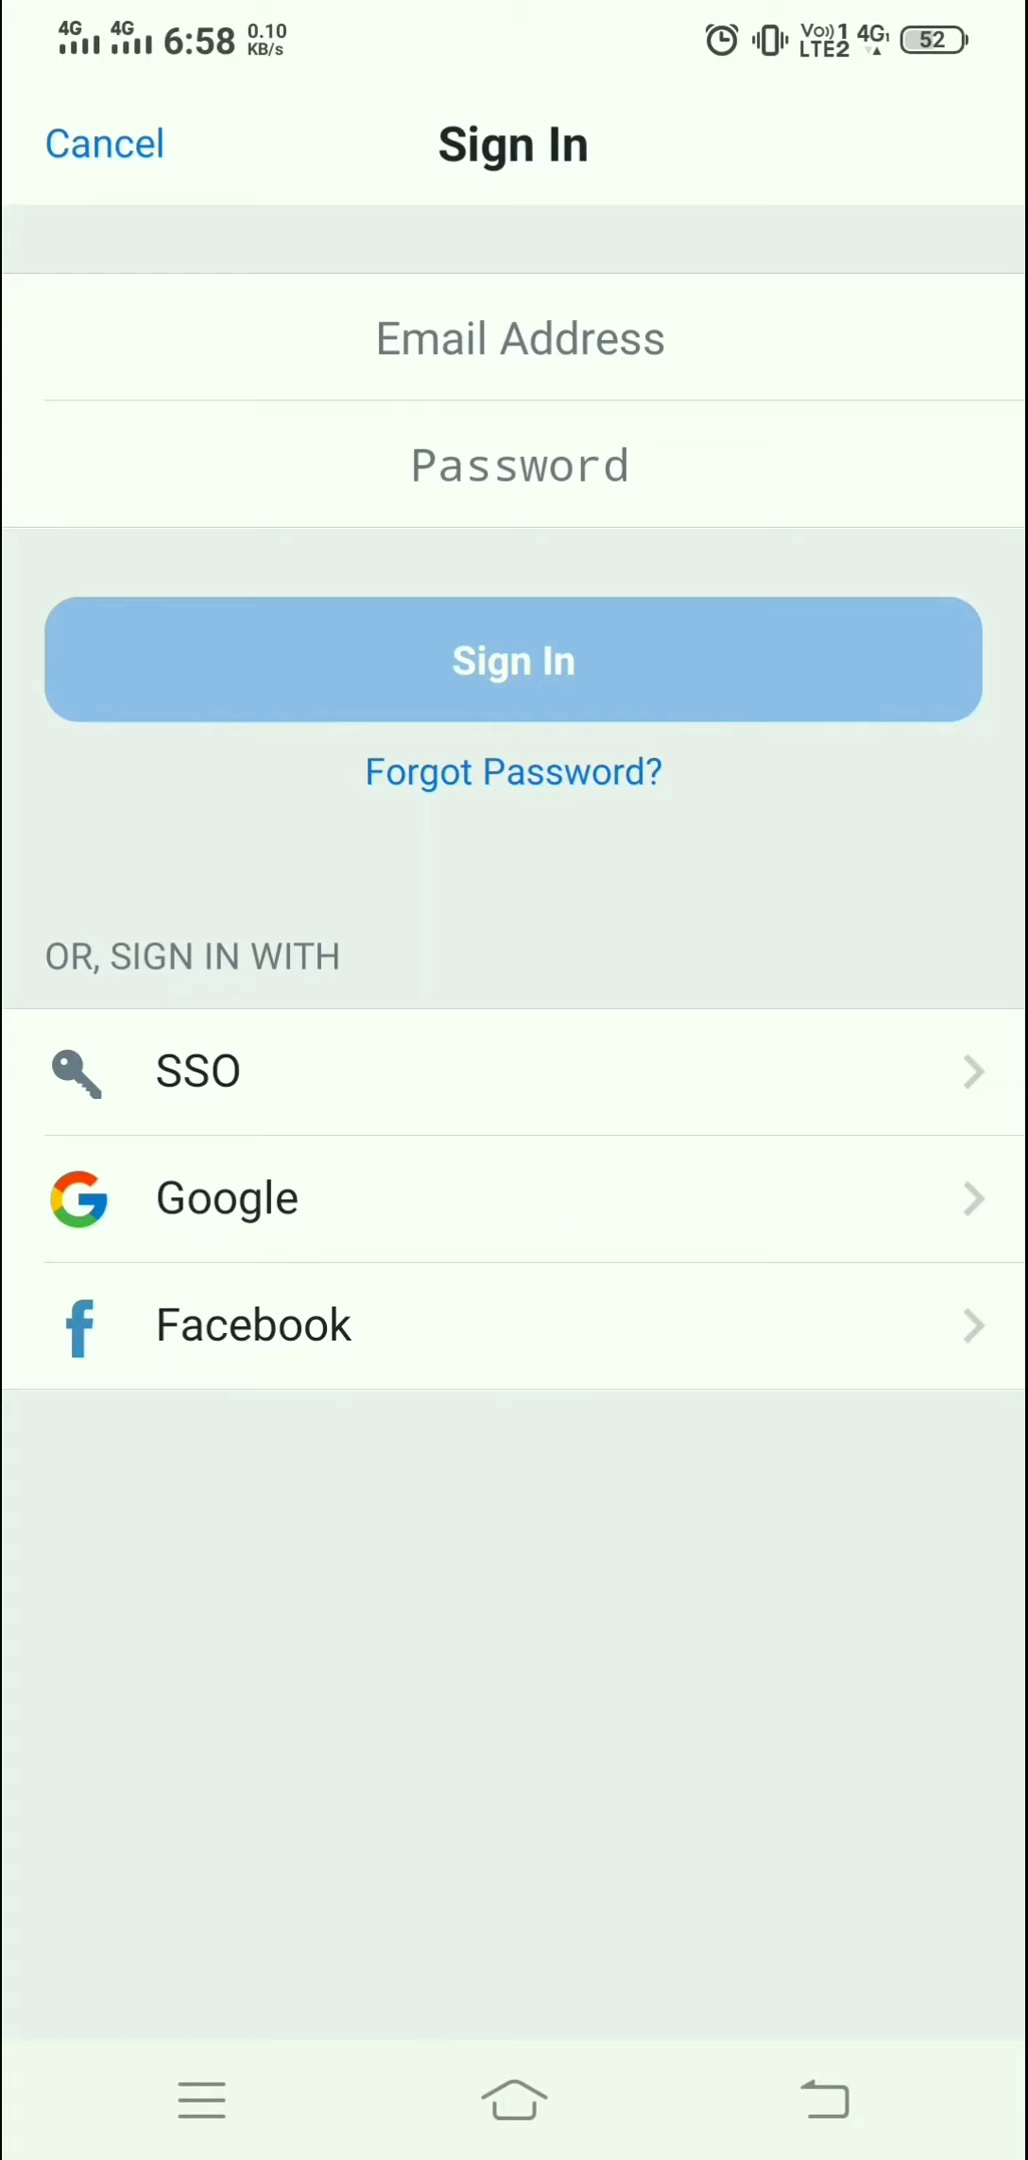 4G 4G 6:58 0.10 KB/s Vo)) 1 LTE2 4G1 52
Cancel Sign In
Email Address
Password
Sign In
Forgot Password?
OR, SIGN IN WITH
SSO
Google
Facebook